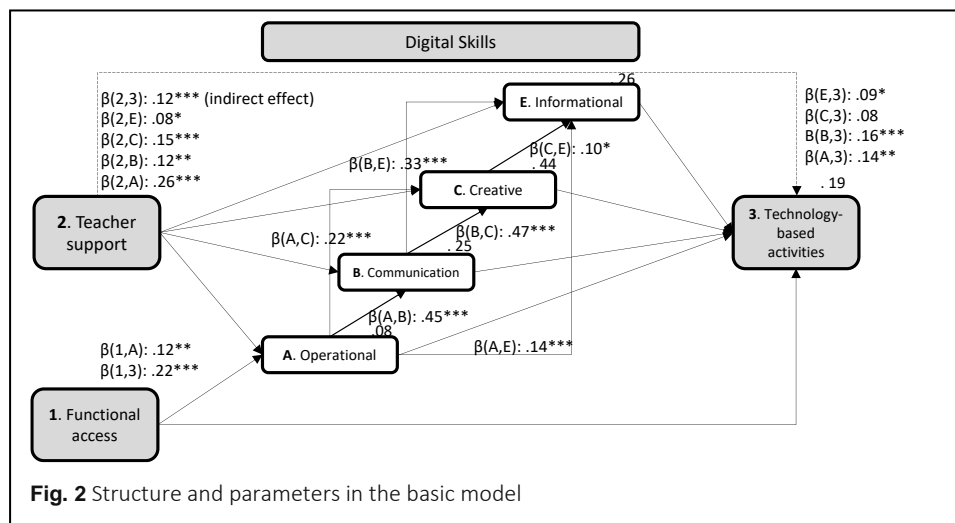 Digital Skills
β(2,3): .12*** (indirect effect)
β(2,E): .08*
β(2,C): .15***
β(2,B): .12**
β(2,A): .26***
. 26
E. Informational
β(E,3): .09*
β(C,3): .08
B(B,3): .16***
β(A,3): .14**
. 19
β(B,E): .33***
β(C,E): .10*
. 44
C. Creative
2. Teacher
support
3. Technology-
based
activities
β(A,C): .22***
β(B,C): .47***
. 25
B. Communication
β(A,B): .45***
.08
A. Operational
β(A,E): .14***
β(1,A): .12**
β(1,3): .22***
1. Functional
access
Fig. 2 Structure and parameters in the basic model